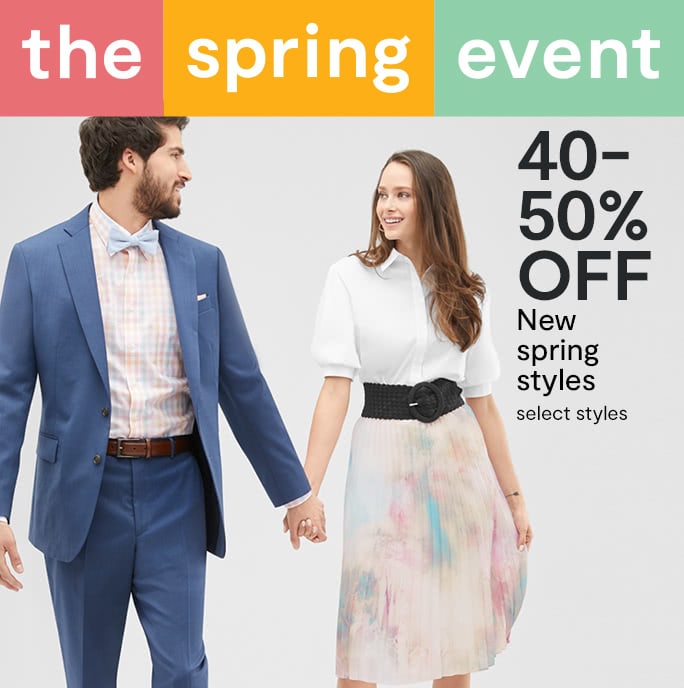 the spring event
40-
50%
OFF
New
spring
styles
select styles